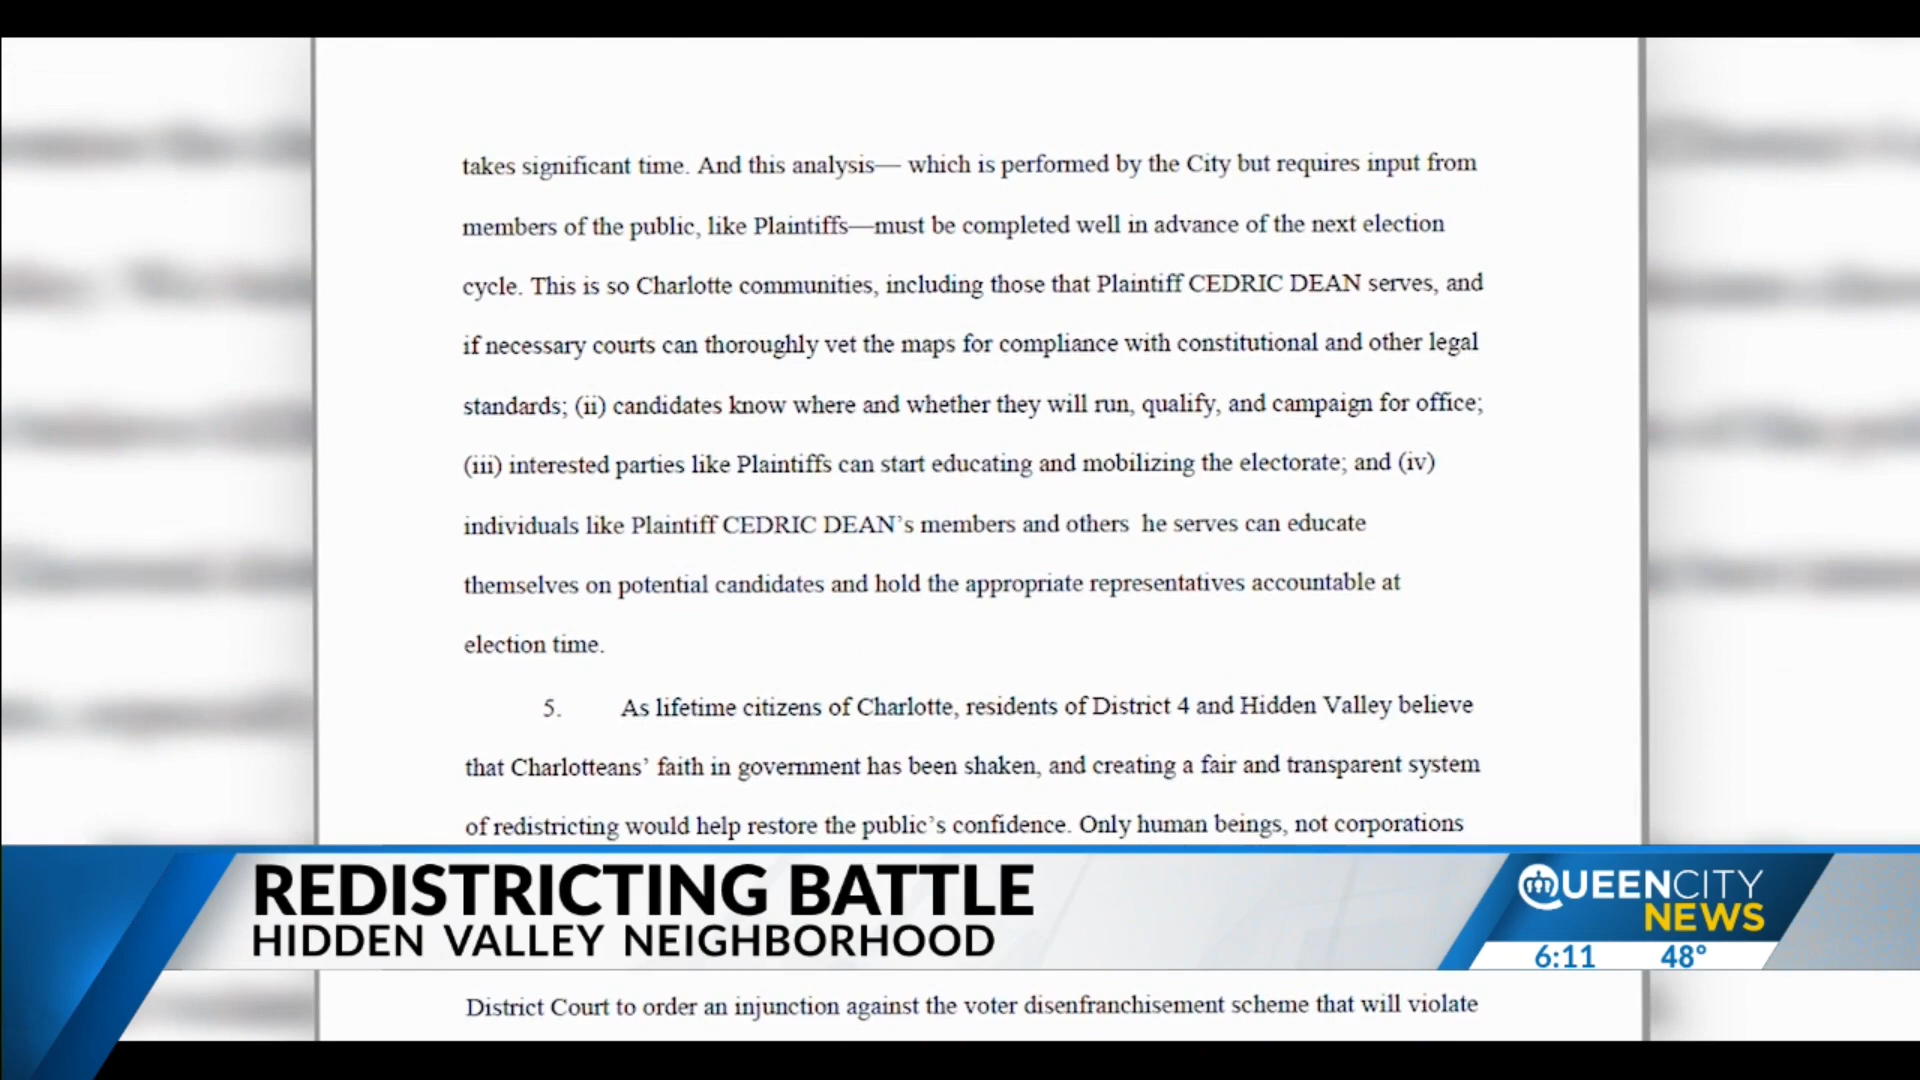 takes significant time. And this analysis— which is performed by the City but requires input from
members of the public, like Plaintiffs—must be completed well in advance of the next election
cycle. This is so Charlotte communities, including those that Plaintiff CEDRIC DEAN serves, and
if necessary courts can thoroughly vet the maps for compliance with constitutional and other legal
standards; (ii) candidates know where and whether they will run, qualify, and campaign for office;
(iii) interested parties like Plaintiffs can start educating and mobilizing the electorate; and (iv)
individuals like Plaintiff CEDRIC DEAN’s members and others  he serves can educate
themselves on potential candidates and hold the appropriate representatives accountable at
election time.
5. As lifetime citizens of Charlotte, residents of District 4 and Hidden Valley believe
that Charlotteans’ faith in government has been shaken, and creating a fair and transparent system
of redistricting would help restore the public’s confidence. Only human beings, not corporations
REDISTRICTING BATTLE
HIDDEN VALLEY NEIGHBORHOOD
QUEENCITY
NEWS
6:11 48°
District Court to order an injunction against the voter disenfranchisement scheme that will violate